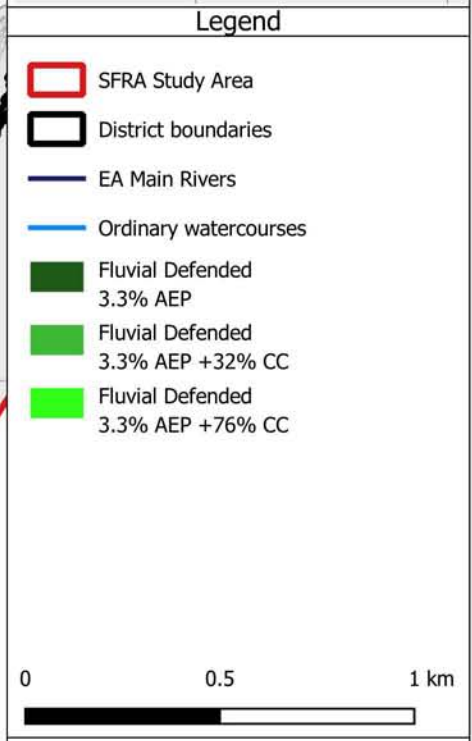 Legend
SFRA Study Area
District boundaries
EA Main Rivers
Ordinary watercourses
Fluvial Defended
3.3% AEP
Fluvial Defended
3.3% AEP +32% CC
Fluvial Defended
3.3% AEP +76% CC
0 0.5 1 km